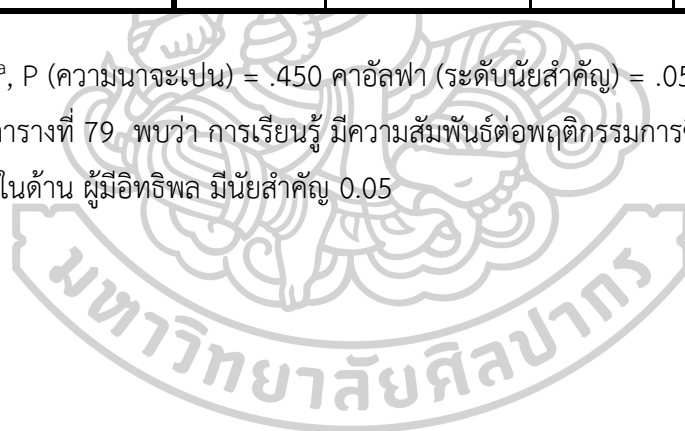 a, P (ความนาจะเปน) = .450 คาอัลฟา (ระดับนัยสำคัญ) = .05
ตารางที่ 79 พบว่า การเรียนรู้ มีความสัมพันธ์ต่อพฤติกรรมการ
ในด้าน ผู้มีอิทธิพล มีนัยสำคัญ 0.05
มหาวิทยาลัยศิลปากร